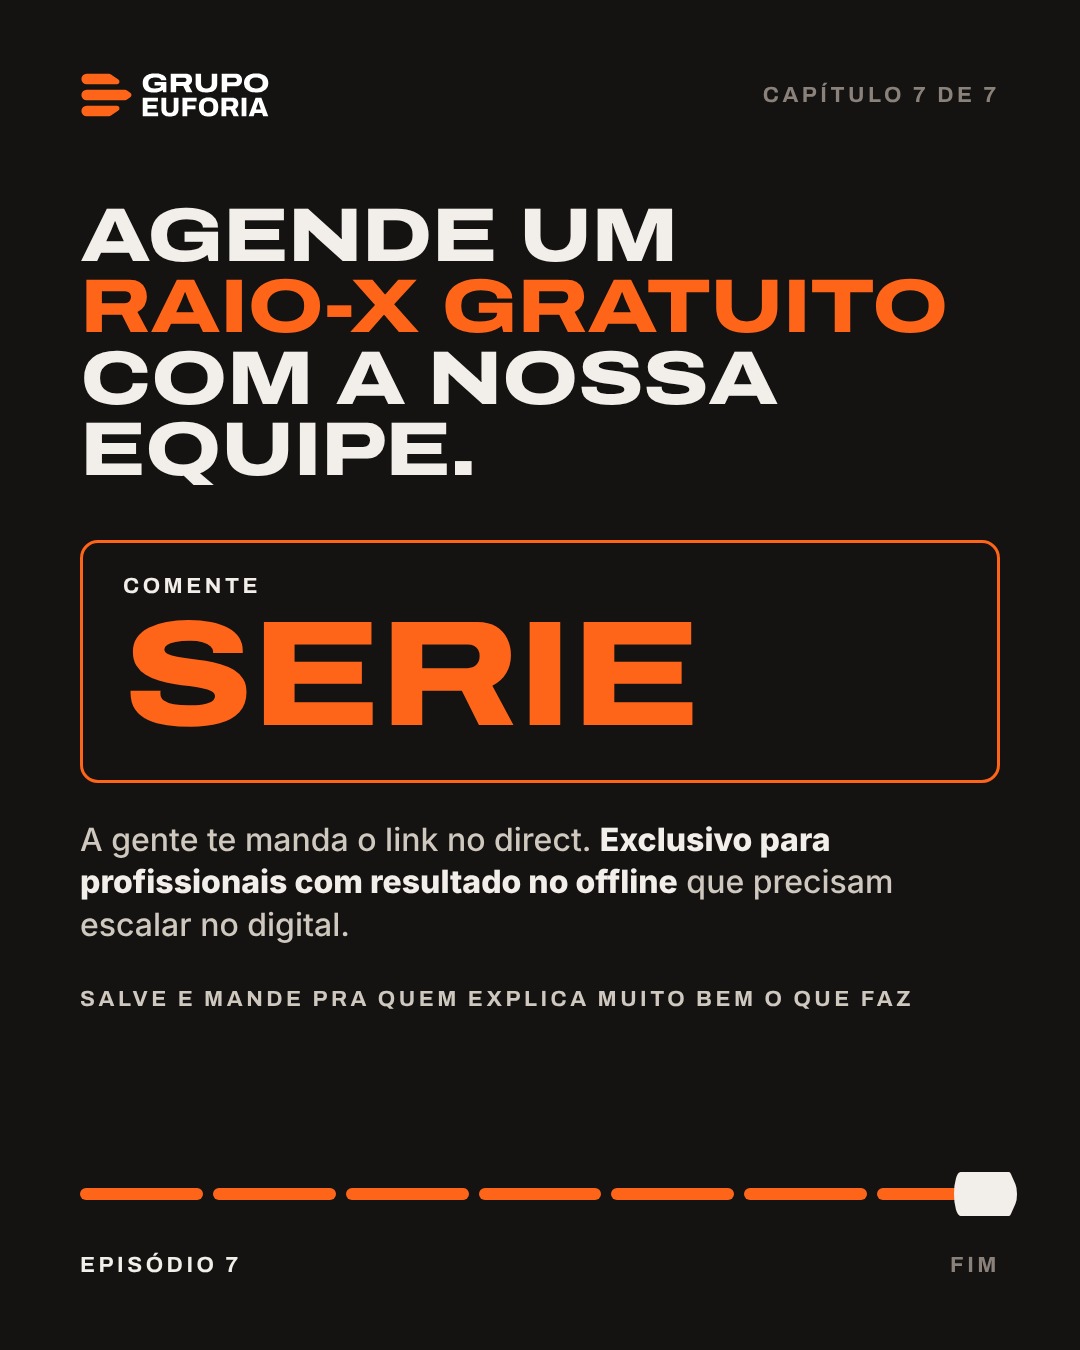 GRUPO
EUFORIA
CAPÍTULO 7 DE 7
AGENDE UM
RAIO-X GRATUITO
COM A NOSSA
EQUIPE.
COMENTE
SERIE
A gente te manda o link no direct. Exclusivo para
profissionais com resultado no offline que precisam
escalar no digital.
SALVE E MANDE PRA QUEM EXPLICA MUITO BEM O QUE FAZ
EPISÓDIO 7
FIM